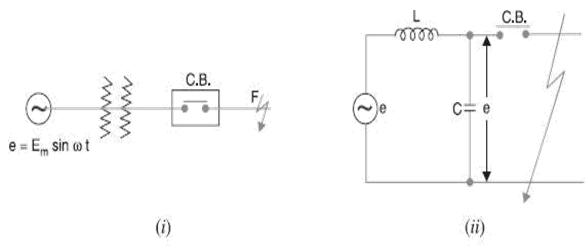 C.B.
F
e = Em sin ω t
(i)
L
C.B.
e
C
e
(ii)